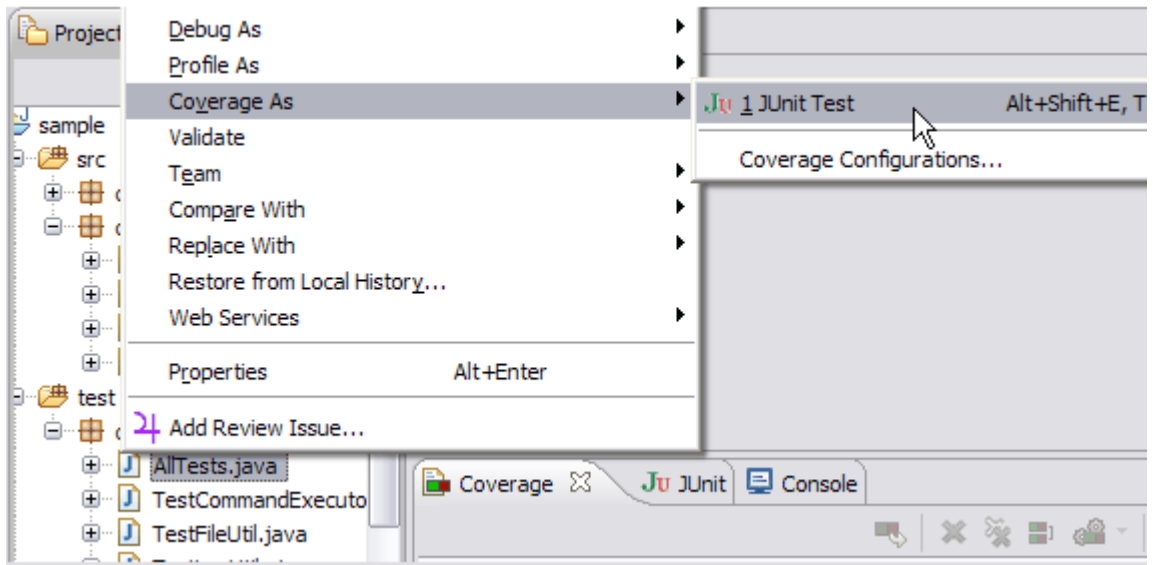 Project
Debug As
Profile As
Coverage As
Validate
Team
Compare With
Replace With
Restore from Local History...
Web Services
Properties Alt+Enter
Add Review Issue...
Ju 1 JUnit Test Alt+Shift+E, T
Coverage Configurations...
sample
src
test
AllTests.java
TestCommandExecuto
TestFileUtil.java
Coverage
Ju JUnit
Console